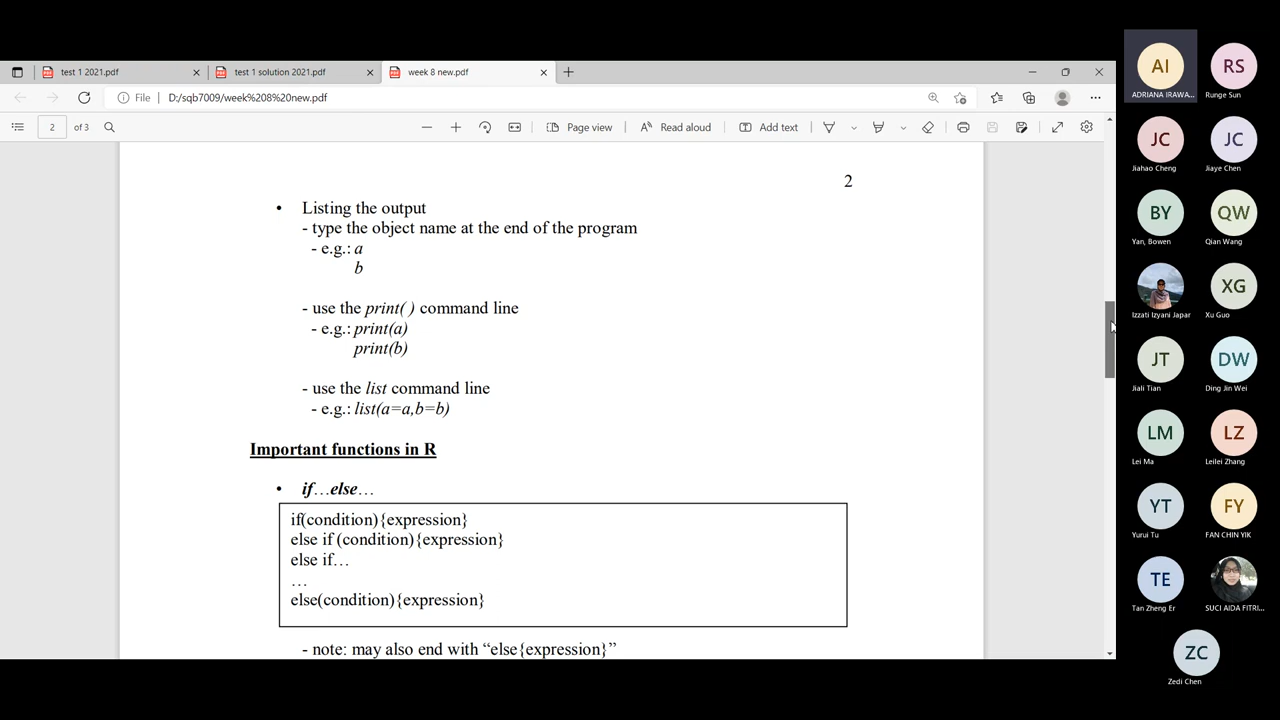 test 1 2021.pdf
test 1 solution 2021.pdf
week 8 new.pdf
File
D:/sqb7009/week%208%20new.pdf
2
of 3
Page view
Read aloud
Add text
2
• Listing the output
- type the object name at the end of the program
- e.g.: a
b
- use the print( ) command line
- e.g.: print(a)
print(b)
- use the list command line
- e.g.: list(a=a,b=b)
Important functions in R
• if…else…
if(condition){expression}
else if (condition){expression}
else if…
…
else(condition){expression}
- note: may also end with “else{expression}”
AI
ADRIANA IRAWA...
RS
Runge Sun
JC
Jiahao Cheng
JC
Jiaye Chen
BY
Yan, Bowen
QW
Qian Wang
Izzati Izyani Japar
XG
Xu Guo
JT
Jiali Tian
DW
Ding Jin Wei
LM
Lei Ma
LZ
Leilei Zhang
YT
Yurui Tu
FY
FAN CHIN YIK
TE
Tan Zheng Er
SUCI AIDA FITRI...
ZC
Zedi Chen